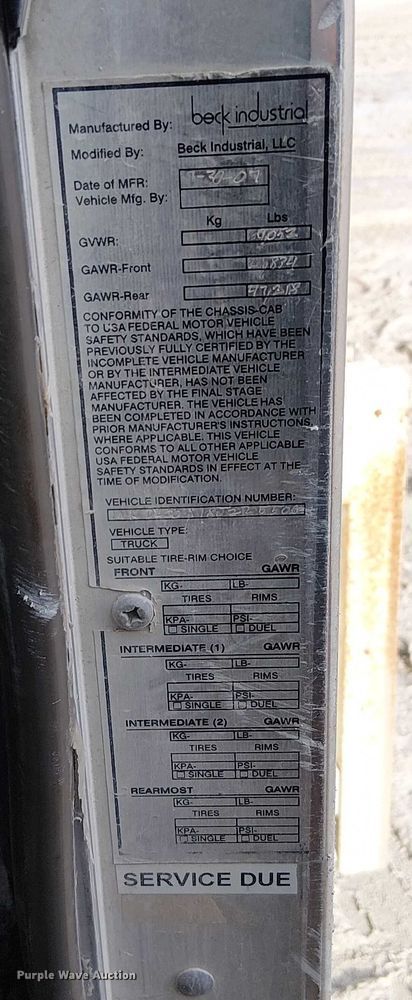 Manufactured By: beck industrial
Modified By: Beck Industrial, LLC
Date of MFR:
Vehicle Mfg. By:
Kg Lbs
GVWR:
GAWR-Front
GAWR-Rear
CONFORMITY OF THE CHASSIS-CAB
TO USA FEDERAL MOTOR VEHICLE
SAFETY STANDARDS, WHICH HAVE BEEN
PREVIOUSLY FULLY CERTIFIED BY THE
INCOMPLETE VEHICLE MANUFACTURER
OR BY THE INTERMEDIATE VEHICLE
MANUFACTURER, HAS NOT BEEN
AFFECTED BY THE FINAL STAGE
MANUFACTURER. THE VEHICLE HAS
BEEN COMPLETED IN ACCORDANCE WITH
PRIOR MANUFACTURER'S INSTRUCTIONS,
WHERE APPLICABLE. THIS VEHICLE
CONFORMS TO ALL OTHER APPLICABLE
USA FEDERAL MOTOR VEHICLE
SAFETY STANDARDS IN EFFECT AT THE
TIME OF MODIFICATION.
VEHICLE IDENTIFICATION NUMBER:
VEHICLE TYPE:
TRUCK
SUITABLE TIRE-RIM CHOICE
FRONT GAWR
KG- LB-
TIRES RIMS
KPA- PSI-
SINGLE DUEL
INTERMEDIATE (1) GAWR
KG- LB-
TIRES RIMS
KPA- PSI-
SINGLE DUEL
INTERMEDIATE (2) GAWR
KG- LB-
TIRES RIMS
KPA- PSI-
SINGLE DUEL
REARMOST GAWR
KG- LB-
TIRES RIMS
KPA- PSI-
SINGLE DUEL
SERVICE DUE
Purple Wave Auction